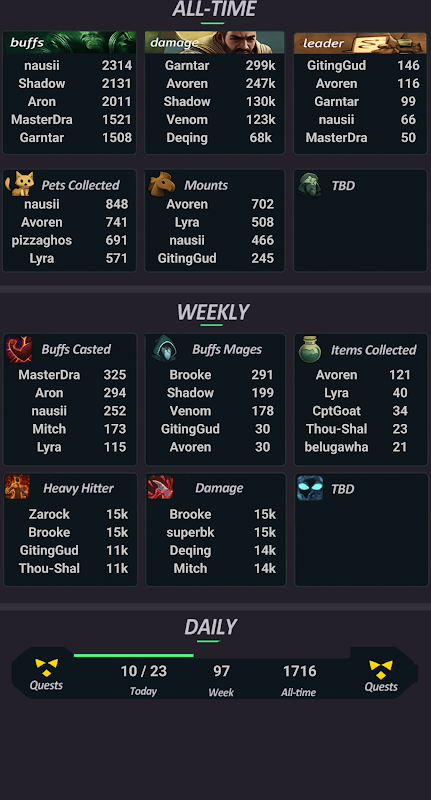 ALL-TIME
buffs
nausii 2314
Shadow 2131
Aron 2011
MasterDra 1521
Garntar 1508
damage
Garntar 299k
Avoren 247k
Shadow 130k
Venom 123k
Deqing 68k
leader
GitingGud 146
Avoren 116
Garntar 99
nausii 66
MasterDra 50
Pets Collected
nausii 848
Avoren 741
pizzaghos 691
Lyra 571
Mounts
Avoren 702
Lyra 508
nausii 466
GitingGud 245
TBD
WEEKLY
Buffs Casted
MasterDra 325
Aron 294
nausii 252
Mitch 173
Lyra 115
Buffs Mages
Brooke 291
Shadow 199
Venom 178
GitingGud 30
Avoren 30
Items Collected
Avoren 121
Lyra 40
CptGoat 34
Thou-Shal 23
belugawha 21
Heavy Hitter
Zarock 15k
Brooke 15k
GitingGud 11k
Thou-Shal 11k
Damage
Brooke 15k
superbk 15k
Deqing 14k
Mitch 14k
TBD
DAILY
Quests
10 / 23
Today
97
Week
1716
All-time
Quests